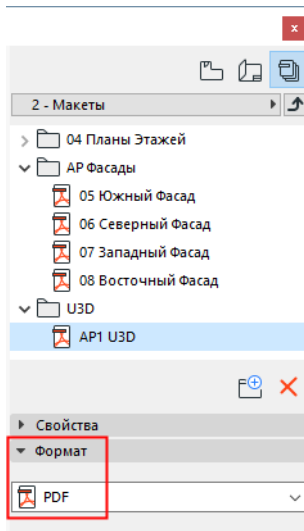 2 - Макеты
04 Планы Этажей
АР Фасады
05 Южный Фасад
06 Северный Фасад
07 Западный Фасад
08 Восточный Фасад
U3D
АР1 U3D
Свойства
Формат
PDF